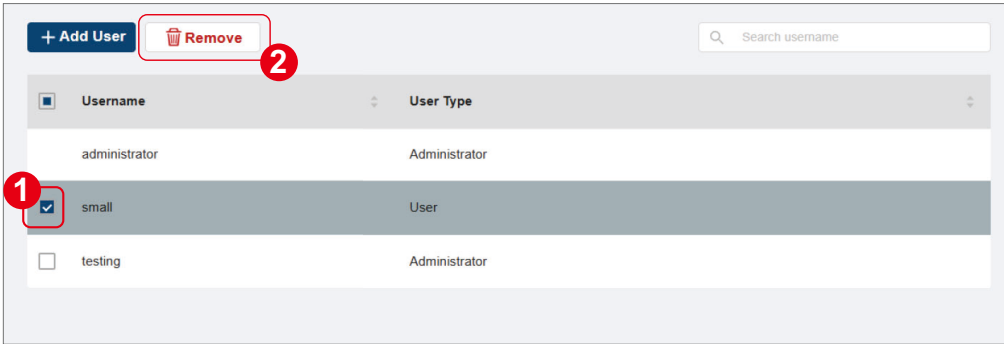 + Add User Remove Search username
2
Username User Type
administrator Administrator
1
small User
testing Administrator